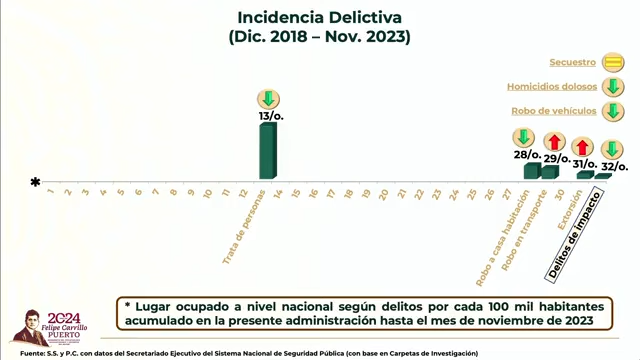 Incidencia Delictiva
(Dic. 2018 – Nov. 2023)
Secuestro
Homicidios dolosos
Robo de vehículos
13/o.
28/o.
29/o.
31/o.
32/o.
*
1
2
3
4
5
6
7
8
9
10
11
12
Trata de personas
14
15
16
17
18
19
20
21
22
23
24
25
26
27
Robo a casa habitación
Robo en transporte
30
Extorsión
Delitos de impacto
* Lugar ocupado a nivel nacional según delitos por cada 100 mil habitantes
acumulado en la presente administración hasta el mes de noviembre de 2023
2024
Felipe Carrillo
PUERTO
Fuente: S.S. y P.C. con datos del Secretariado Ejecutivo del Sistema Nacional de Seguridad Pública (con base en Carpetas de Investigación)